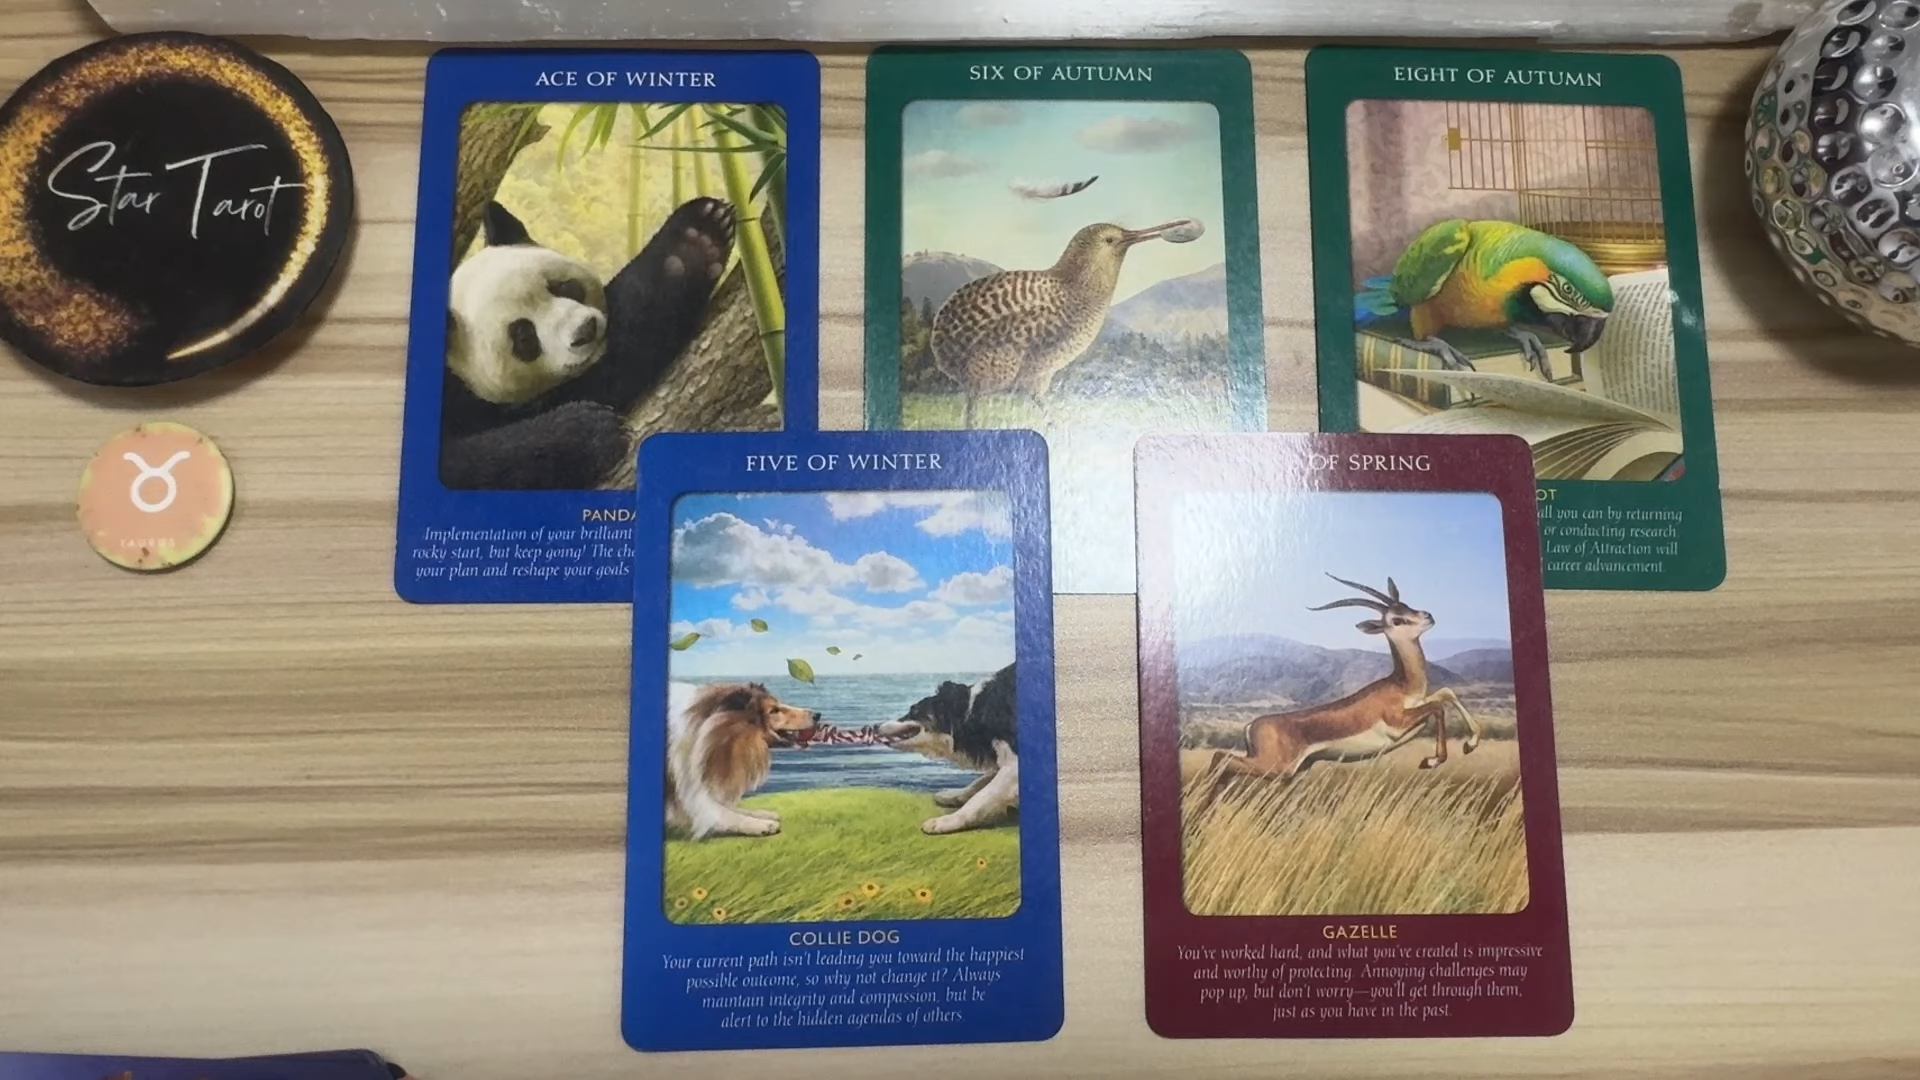 Star Tarot
TAURUS
ACE OF WINTER
PANDA
Implementation of your brilliant
rocky start, but keep going! The
your plan and reshape your goals
SIX OF AUTUMN
EIGHT OF AUTUMN
all you can by returning
or conducting research.
Law of Attraction will
career advancement.
FIVE OF WINTER
COLLIE DOG
Your current path isn't leading you toward the happiest
possible outcome, so why not change it? Always
maintain integrity and compassion, but be
alert to the hidden agendas of others.
OF SPRING
GAZELLE
You've worked hard, and what you've created is impressive
and worthy of protecting. Annoying challenges may
pop up, but don't worry—you'll get through them,
just as you have in the past.